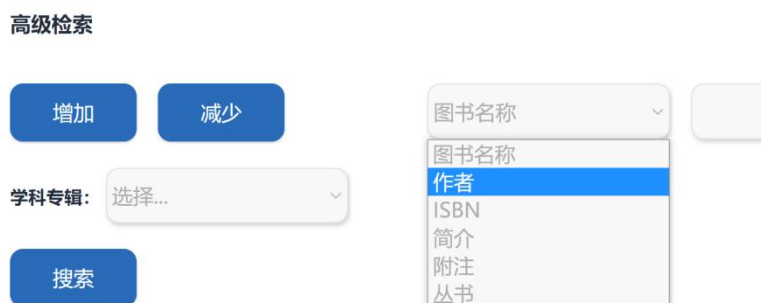 高级检索
增加 减少 图书名称
图书名称
作者
学科专辑: 选择... ISBN
简介
附注
搜索 丛书